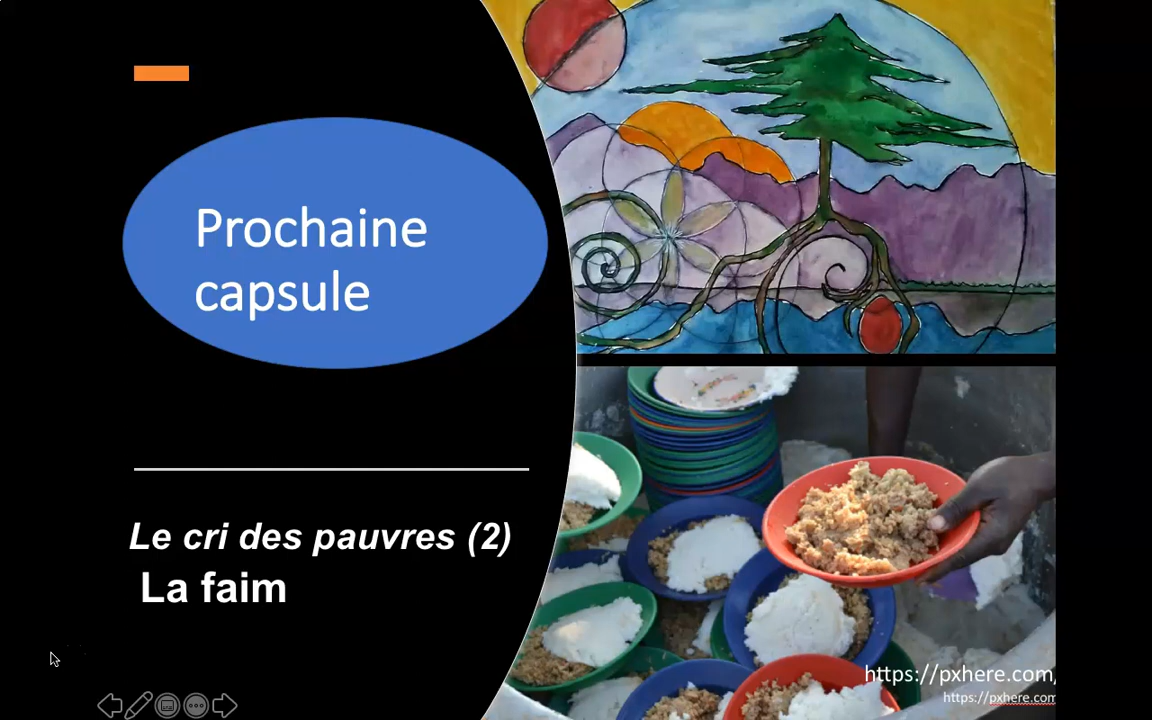 Prochaine
capsule
Le cri des pauvres (2)
La faim
https://pxhere.com/
https://pxhere.com